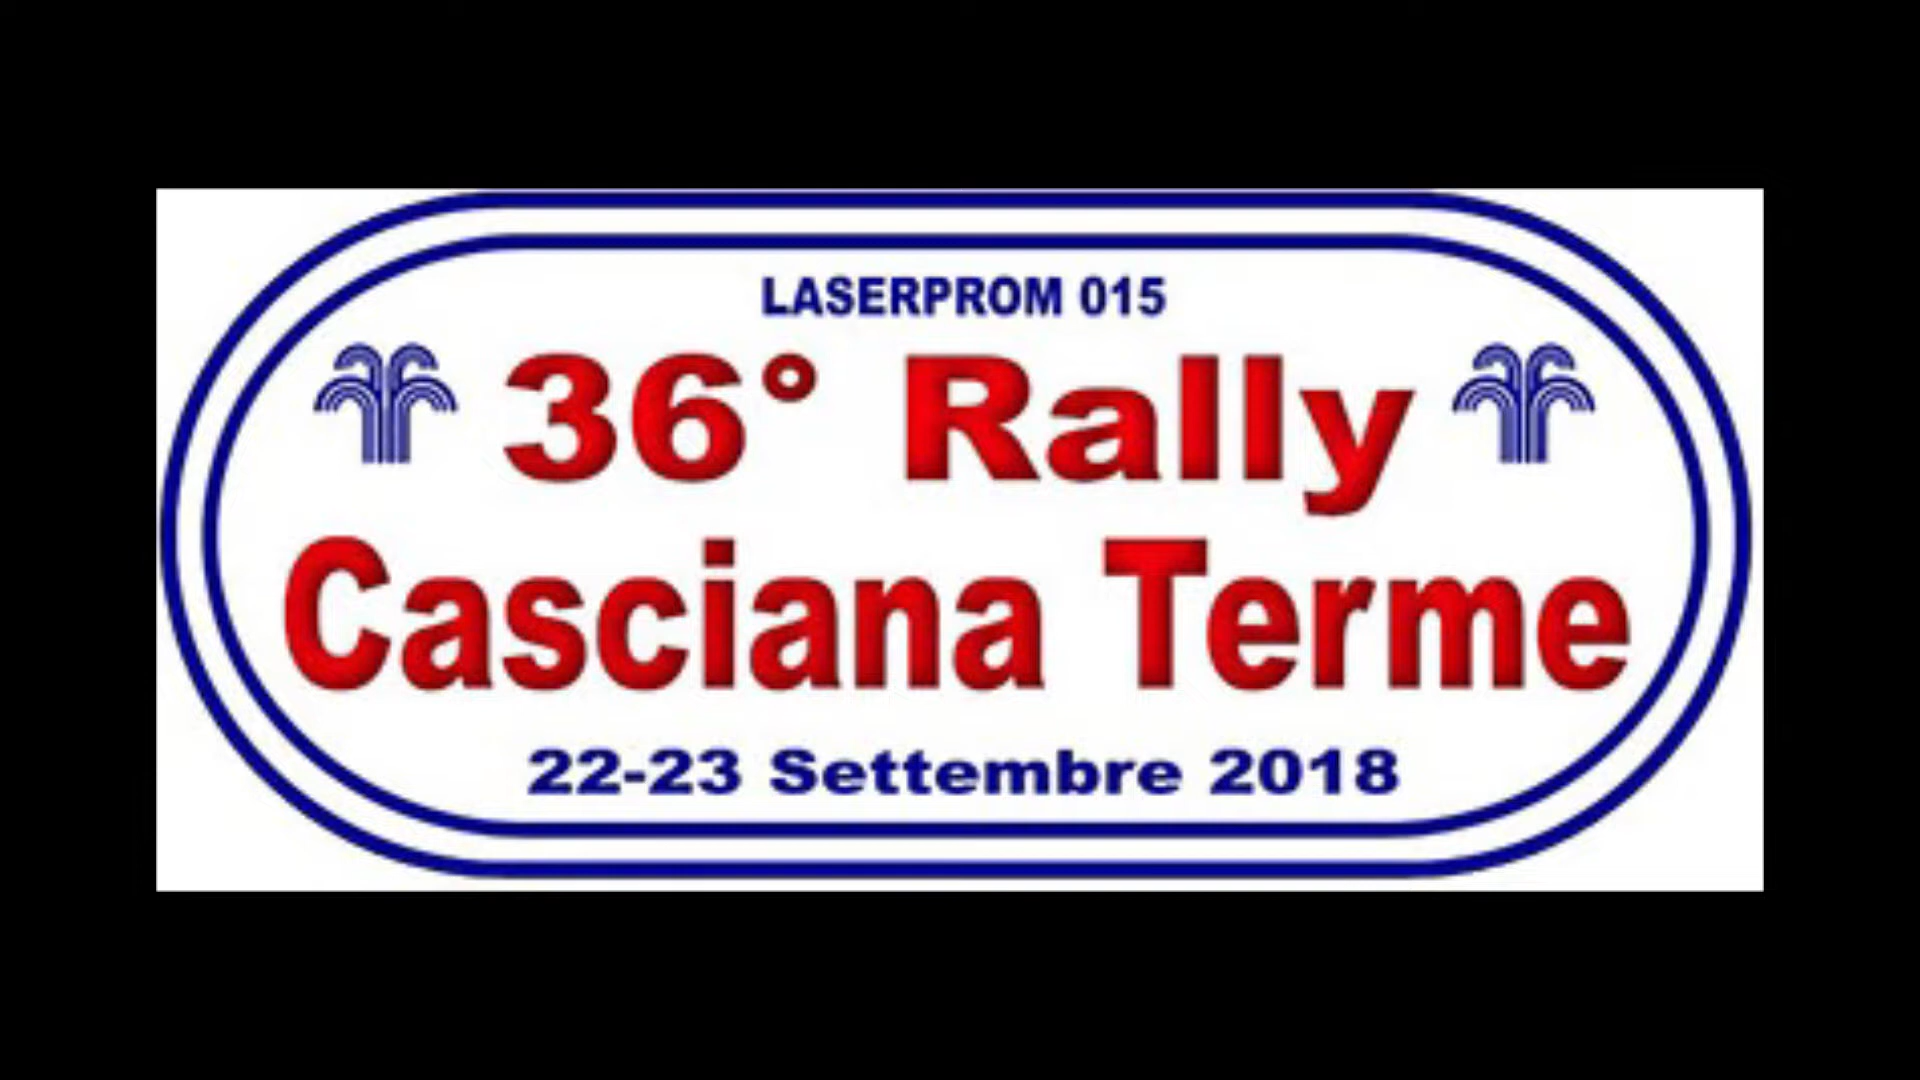 LASERPROM 015
36° Rally
Casciana Terme
22-23 Settembre 2018